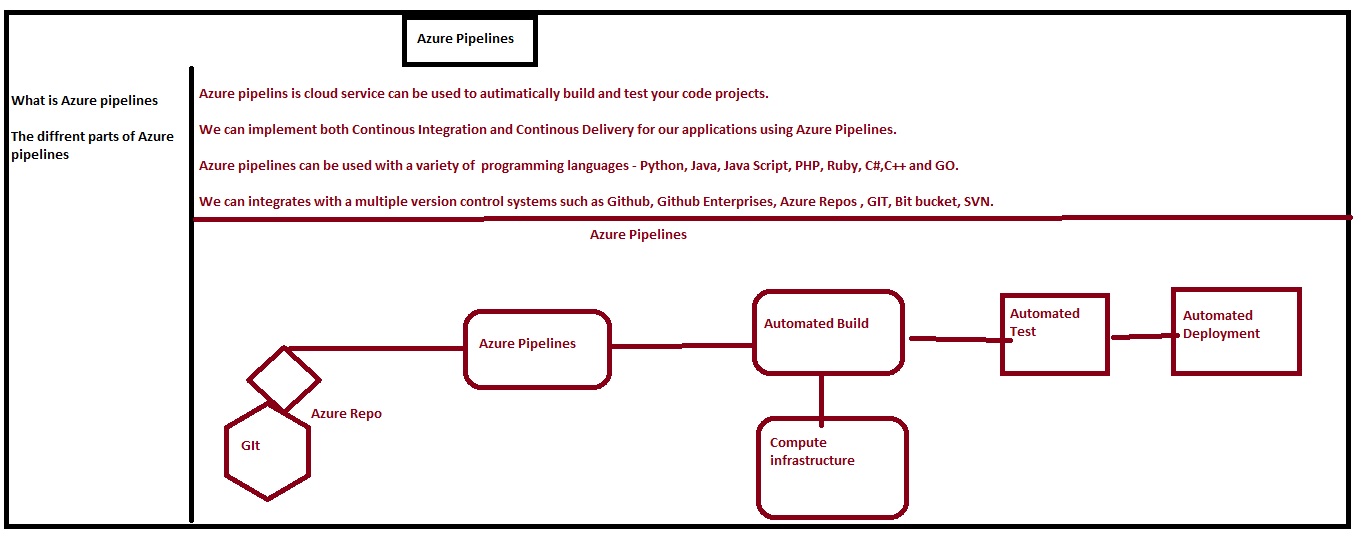 Azure Pipelines
What is Azure pipelines
The diffrent parts of Azure
pipelines
Azure pipelins is cloud service can be used to autimatically build and test your code projects.
We can implement both Continous Integration and Continous Delivery for our applications using Azure Pipelines.
Azure pipelines can be used with a variety of  programming languages - Python, Java, Java Script, PHP, Ruby, C#,C++ and GO.
We can integrates with a multiple version control systems such as Github, Github Enterprises, Azure Repos , GIT, Bit bucket, SVN.
Azure Pipelines
GIt
Azure Repo
Azure Pipelines
Automated Build
Compute
infrastructure
Automated
Test
Automated
Deployment